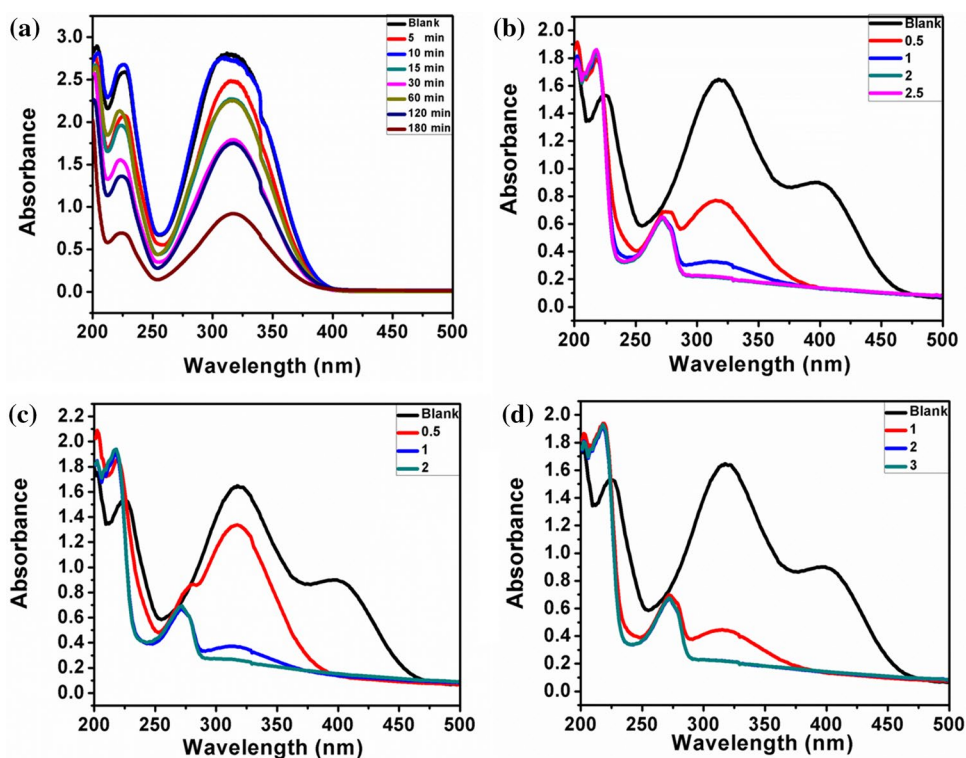 (a)
Blank
5 min
10 min
15 min
30 min
60 min
120 min
180 min
3.0
2.5
2.0
1.5
1.0
0.5
0.0
Absorbance
200 250 300 350 400 450 500
Wavelength (nm)
(b)
Blank
0.5
1
2
2.5
2.0
1.8
1.6
1.4
1.2
1.0
0.8
0.6
0.4
0.2
0.0
Absorbance
200 250 300 350 400 450 500
Wavelength (nm)
(c)
Blank
0.5
1
2
2.2
2.0
1.8
1.6
1.4
1.2
1.0
0.8
0.6
0.4
0.2
0.0
Absorbance
200 250 300 350 400 450 500
Wavelength (nm)
(d)
Blank
1
2
3
2.0
1.8
1.6
1.4
1.2
1.0
0.8
0.6
0.4
0.2
0.0
Absorbance
200 250 300 350 400 450 500
Wavelength (nm)